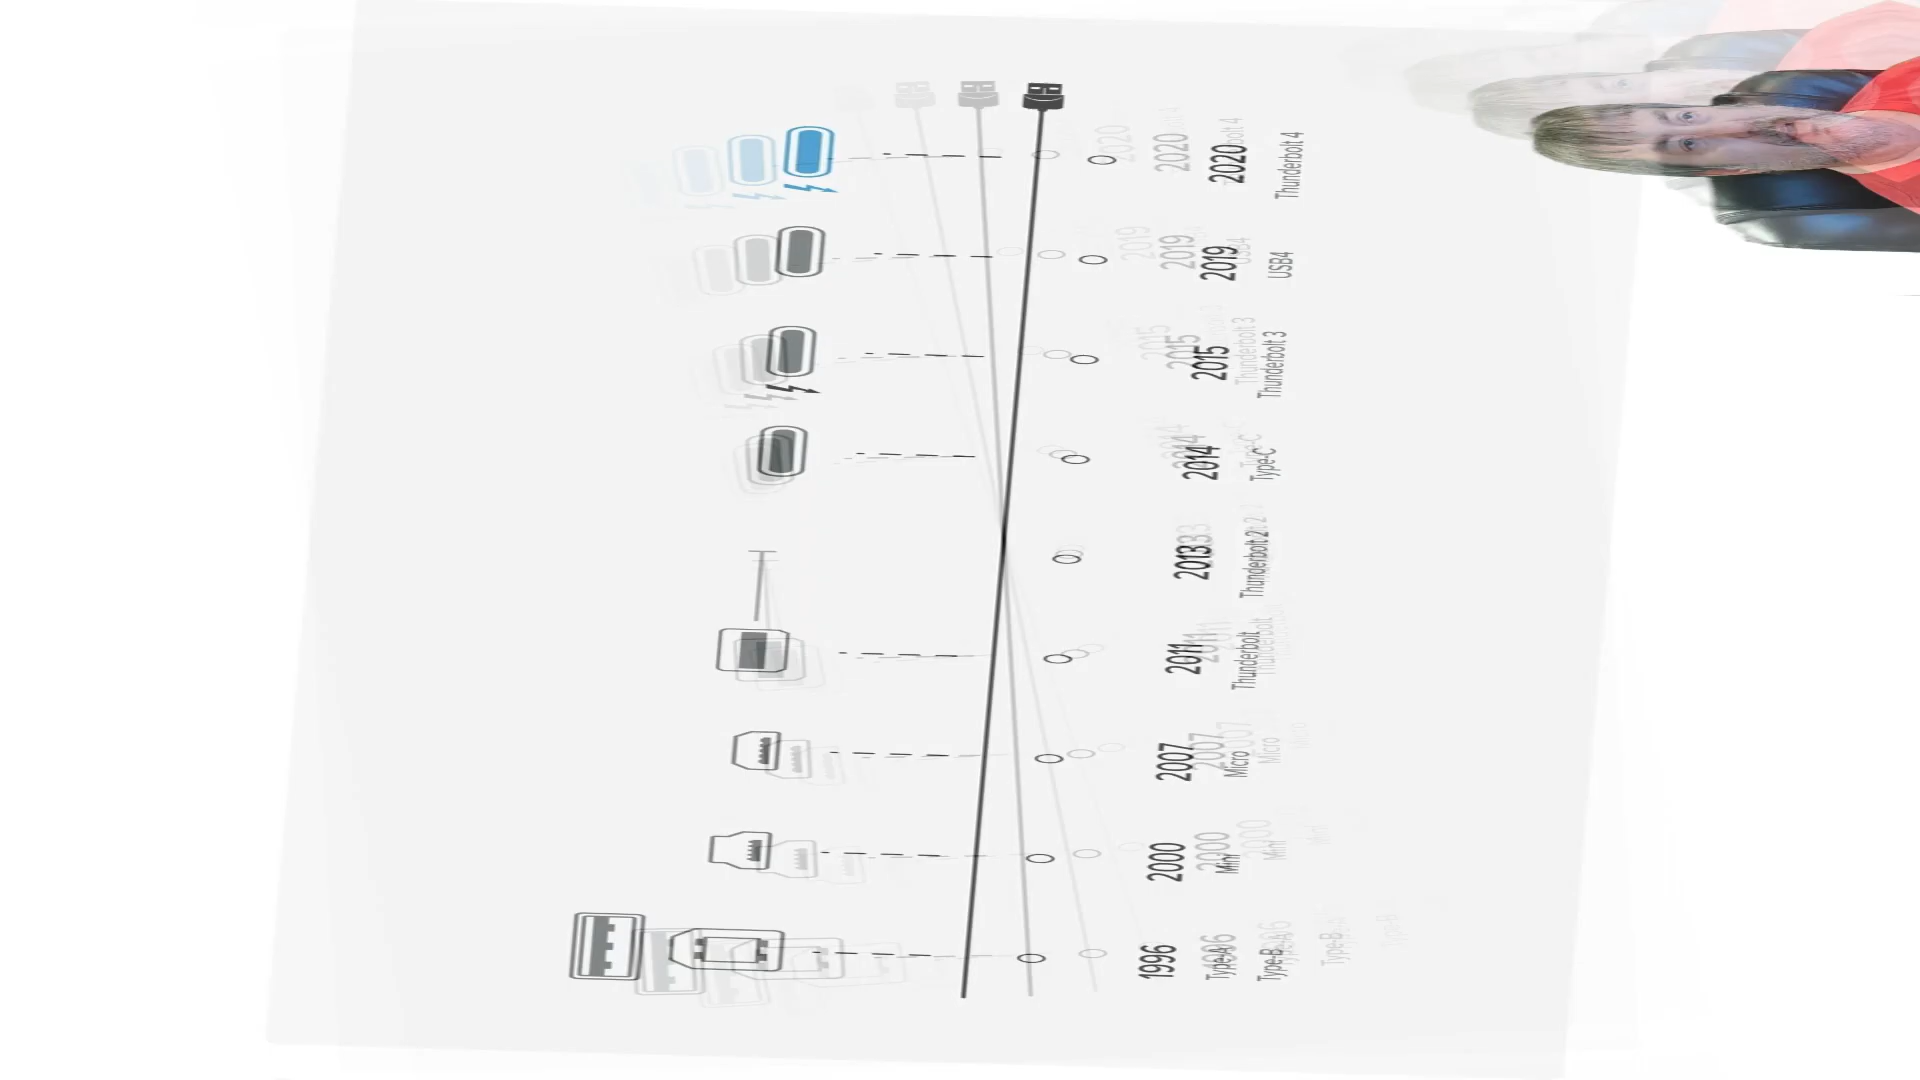 1996
Type-A
Type-B
2000
Mini
2007
Micro
2011
Thunderbolt
2013
Thunderbolt 2
2014
Type-C
2015
Thunderbolt 3
2019
USB4
2020
Thunderbolt 4